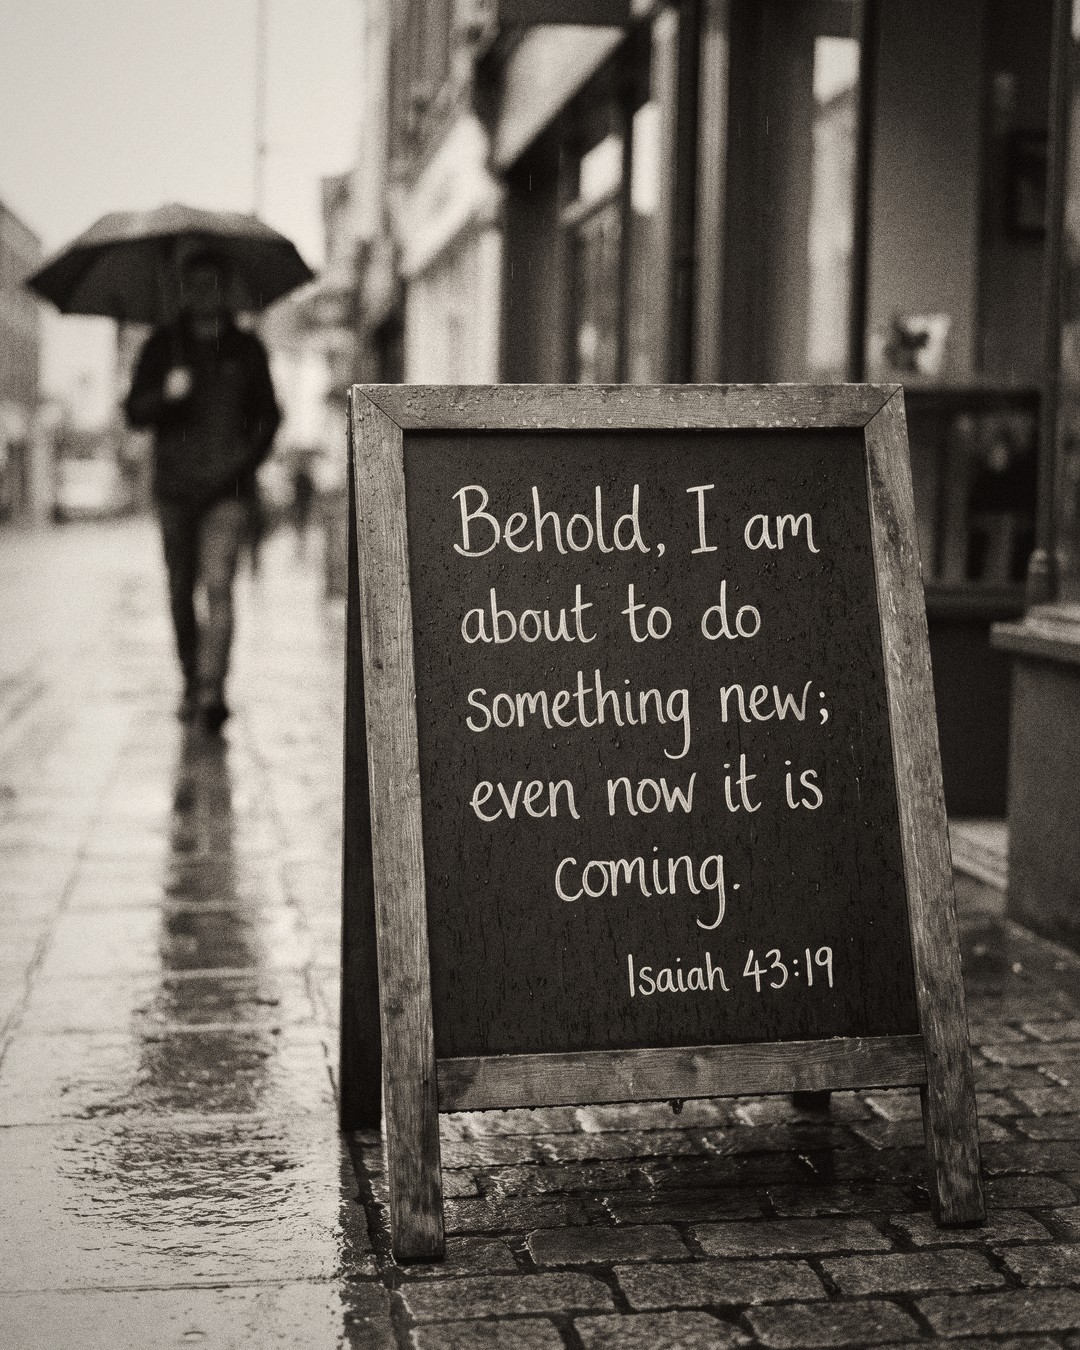 Behold, I am
about to do
something new;
even now it is
coming.
Isaiah 43:19